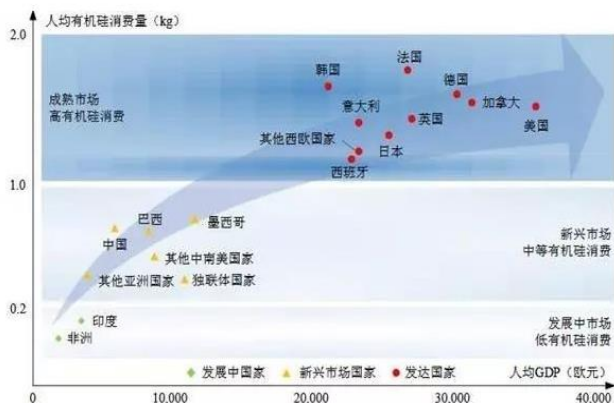 人均有机硅消费量（kg）
2.0
法国
韩国
德国
成熟市场
高有机硅消费
意大利
加拿大
英国
美国
其他西欧国家
日本
西班牙
1.0
巴西
墨西哥
中国
新兴市场
中等有机硅消费
其他中南美国家
其他亚洲国家
独联体国家
0.2
印度
发展中市场
低有机硅消费
非洲
发展中国家
新兴市场国家
发达国家
人均GDP（欧元）
0
10.000
20.000
30.000
40.000